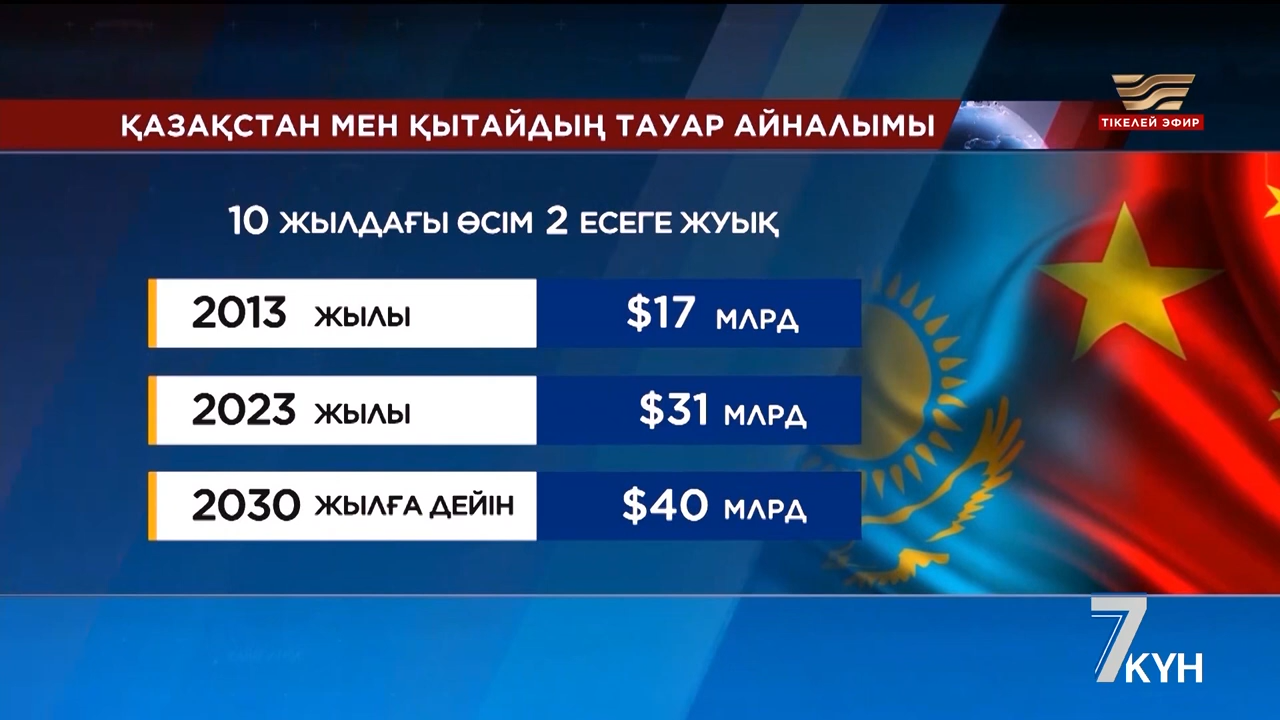 ҚАЗАҚСТАН МЕН ҚЫТАЙДЫҢ ТАУАР АЙНАЛЫМЫ
ТІКЕЛЕЙ ЭФИР
10 ЖЫЛДАҒЫ ӨСІМ 2 ЕСЕГЕ ЖУЫҚ
2013 ЖЫЛЫ $17 МЛРД
2023 ЖЫЛЫ $31 МЛРД
2030 ЖЫЛҒА ДЕЙІН $40 МЛРД
7 КҮН